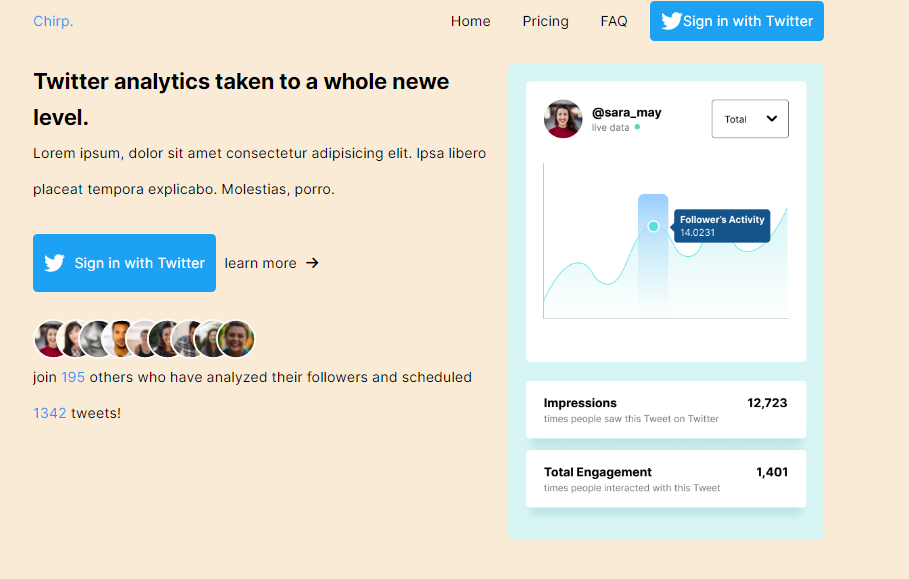 Chirp.
Home
Pricing
FAQ
Sign in with Twitter
Twitter analytics taken to a whole newe
level.
Lorem ipsum, dolor sit amet consectetur adipisicing elit. Ipsa libero
placeat tempora explicabo. Molestias, porro.
Sign in with Twitter
learn more →
join 195 others who have analyzed their followers and scheduled
1342 tweets!
@sara_may
live data
Total
Follower's Activity
14.0231
Impressions
12,723
times people saw this Tweet on Twitter
Total Engagement
1,401
times people interacted with this Tweet